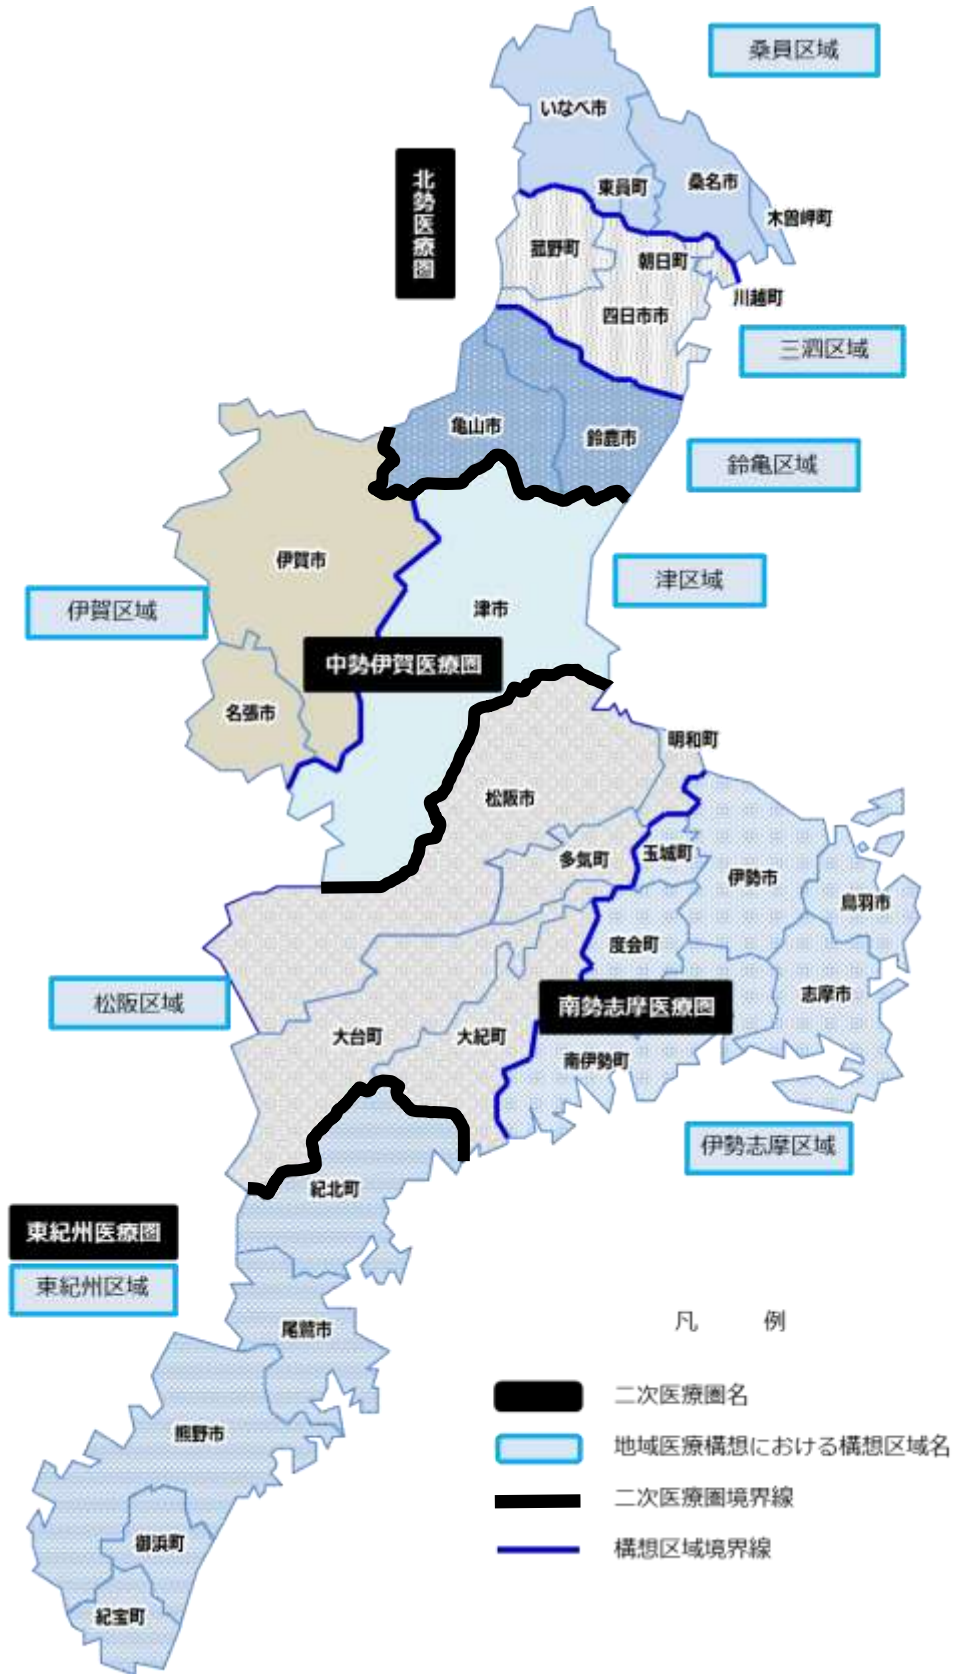 桑員区域
いなべ市
北勢医療圏
東員町
桑名市
木曽岬町
菰野町
朝日町
川越町
四日市市
三泗区域
亀山市
鈴鹿市
鈴亀区域
伊賀市
津区域
伊賀区域
津市
中勢伊賀医療圏
名張市
明和町
松阪市
多気町
玉城町
伊勢市
鳥羽市
度会町
志摩市
松阪区域
南勢志摩医療圏
大台町
大紀町
南伊勢町
伊勢志摩区域
紀北町
東紀州医療圏
東紀州区域
尾鷲市
熊野市
御浜町
紀宝町
凡　例
二次医療圏名
地域医療構想における構想区域名
二次医療圏境界線
構想区域境界線